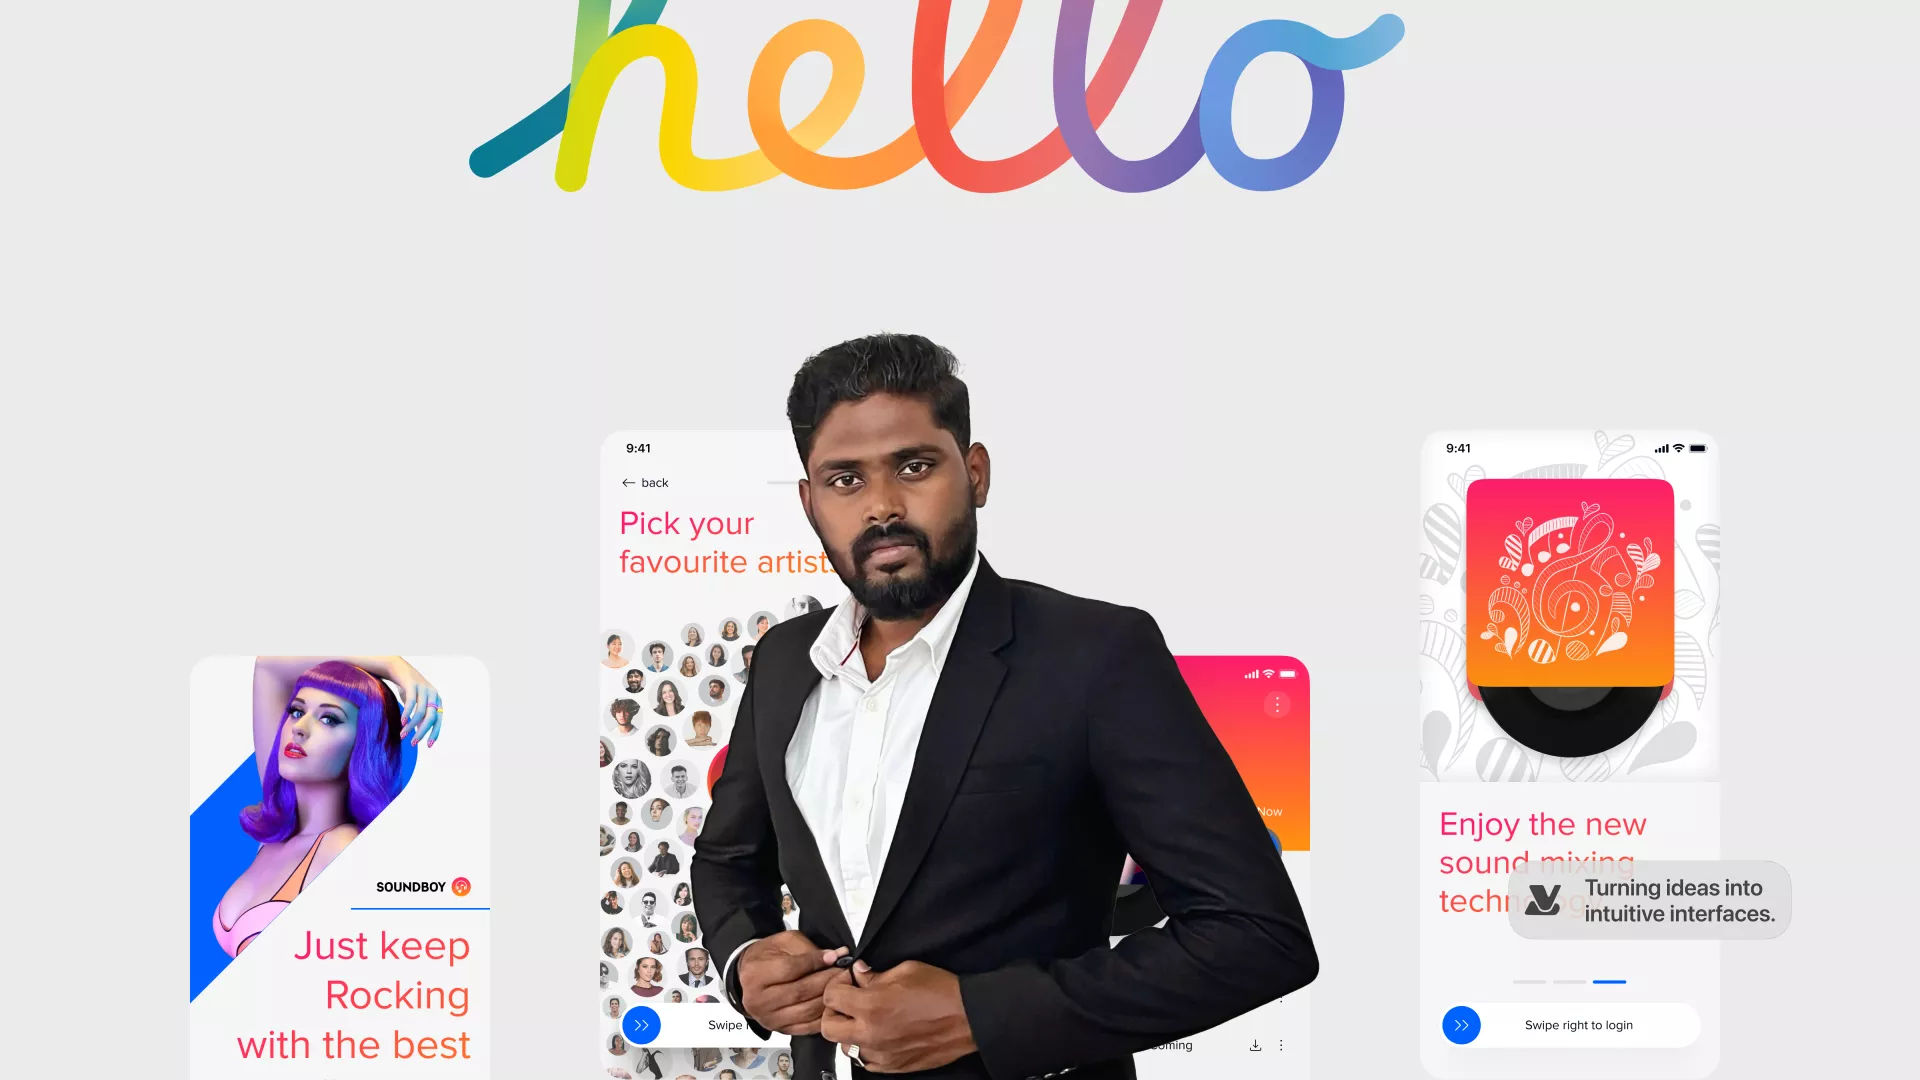 hello
9:41
back
Pick your
favourite artists
Swipe
9:41
Enjoy the new
sound mixing
Turning ideas into
intuitive interfaces.
Swipe right to login
SOUNDBOY
Just keep
Rocking
with the best
Now